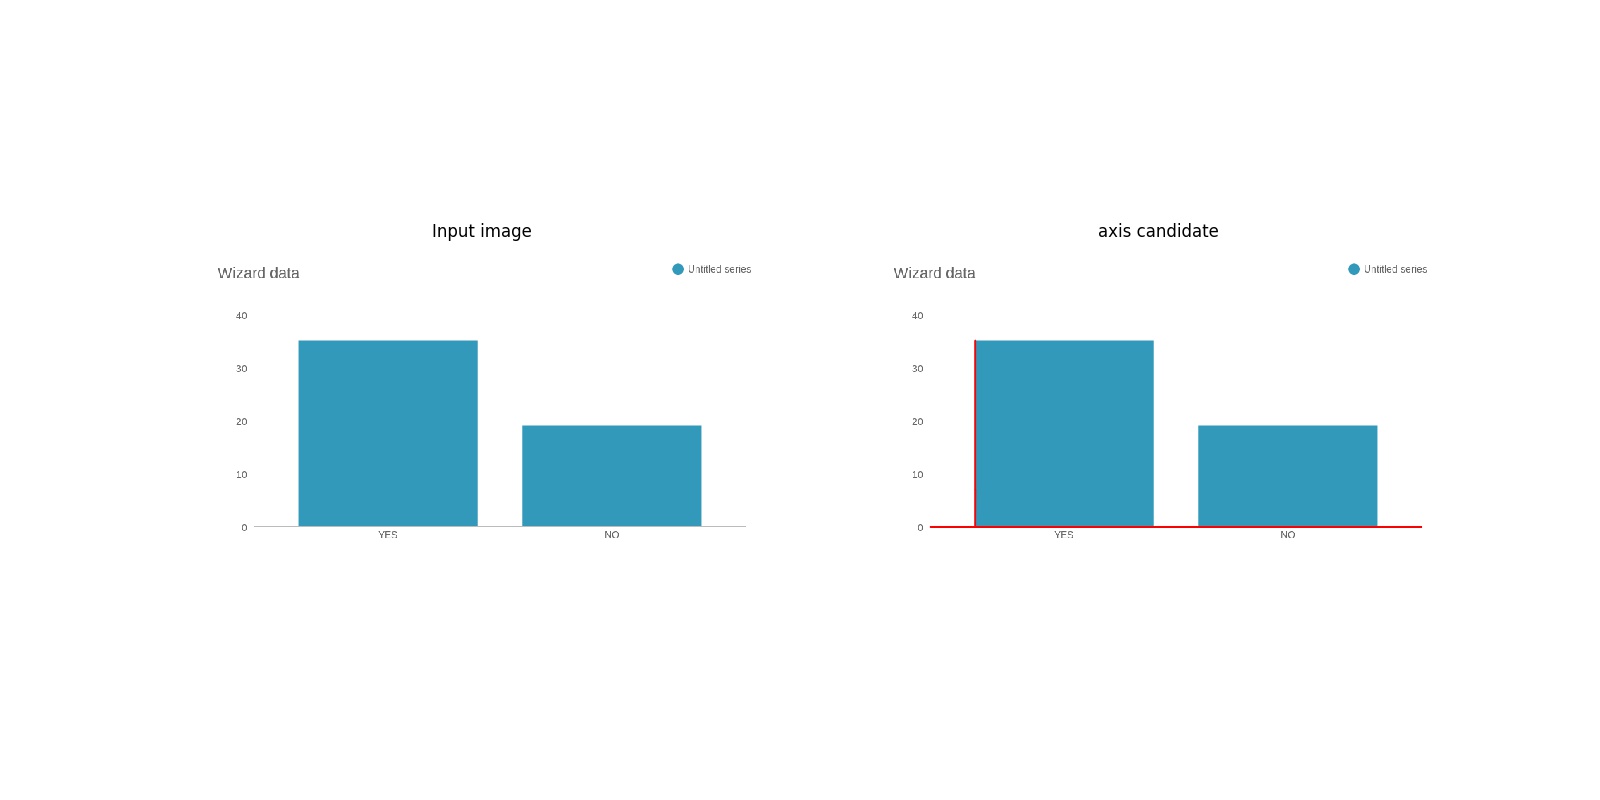 Input image
Wizard data
Untitled series
40
30
20
10
0
YES
NO
axis candidate
Wizard data
Untitled series
40
30
20
10
0
YES
NO